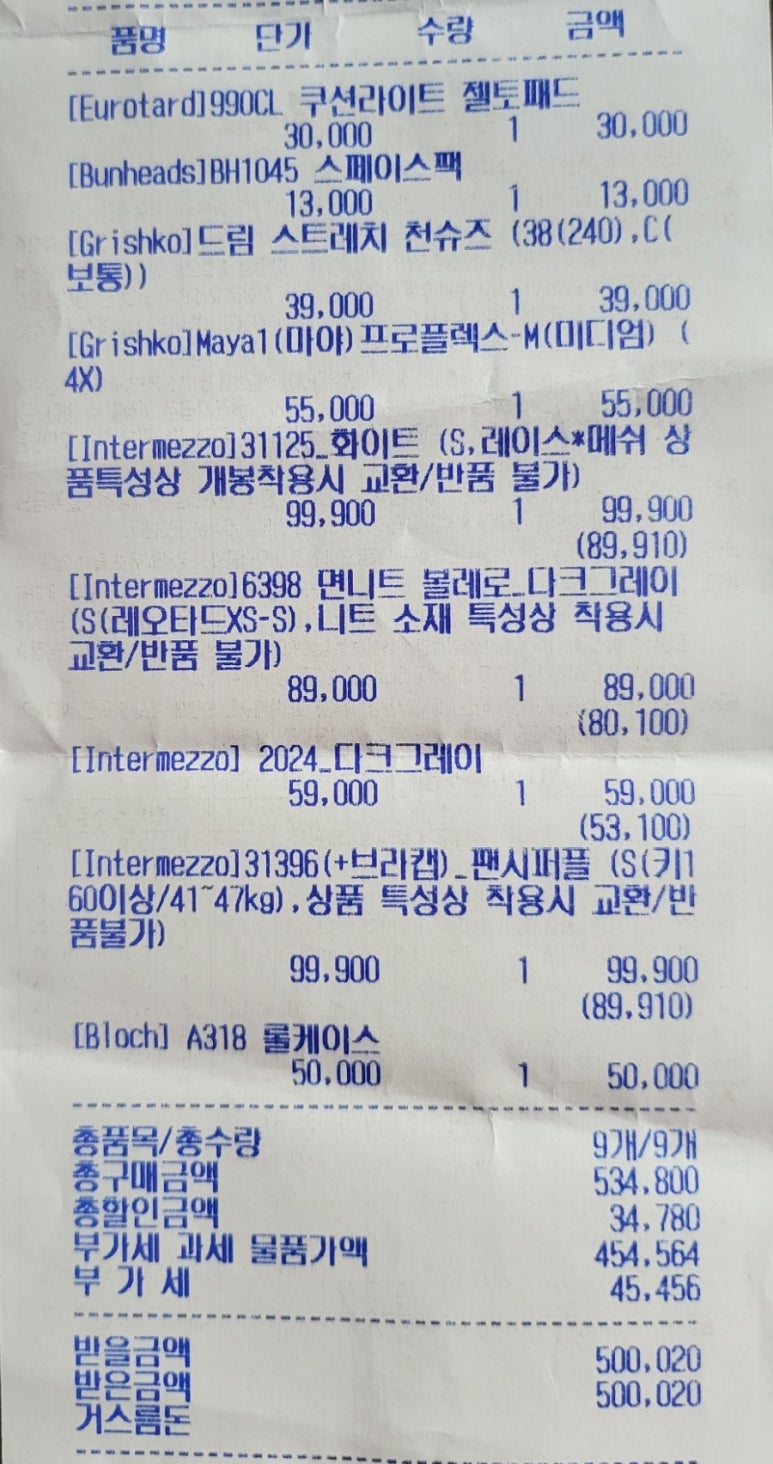 품명 단가 수량 금액
[Eurotard]990CL 쿠션라이트 젤토패드
30,000 1 30,000
[Bunheads]BH1045 스페이스팩
13,000 1 13,000
[Grishko]드림 스트레치 천슈즈 (38(240),C(
보통))
39,000 1 39,000
[Grishko]Maya1(마야)프로플렉스-M(미디엄) (
4X)
55,000 1 55,000
[Intermezzo]31125_화이트 (S,레이스*메쉬 상
품특성상 개봉착용시 교환/반품 불가)
99,900 1 99,900
(89,910)
[Intermezzo]6398 면니트 볼레로_다크그레이
(S(레오타드XS-S),니트 소재 특성상 착용시
교환/반품 불가)
89,000 1 89,000
(80,100)
[Intermezzo] 2024_다크그레이
59,000 1 59,000
(53,100)
[Intermezzo]31396(+브라캡)_팬시퍼플 (S(키1
60이상/41~47kg),상품 특성상 착용시 교환/반
품불가)
99,900 1 99,900
(89,910)
[Bloch] A318 롤케이스
50,000 1 50,000
총품목/총수량 9개/9개
총구매금액 534,800
총할인금액 34,780
부가세 과세 물품가액 454,564
부 가 세 45,456
받을금액 500,020
받은금액 500,020
거스름돈